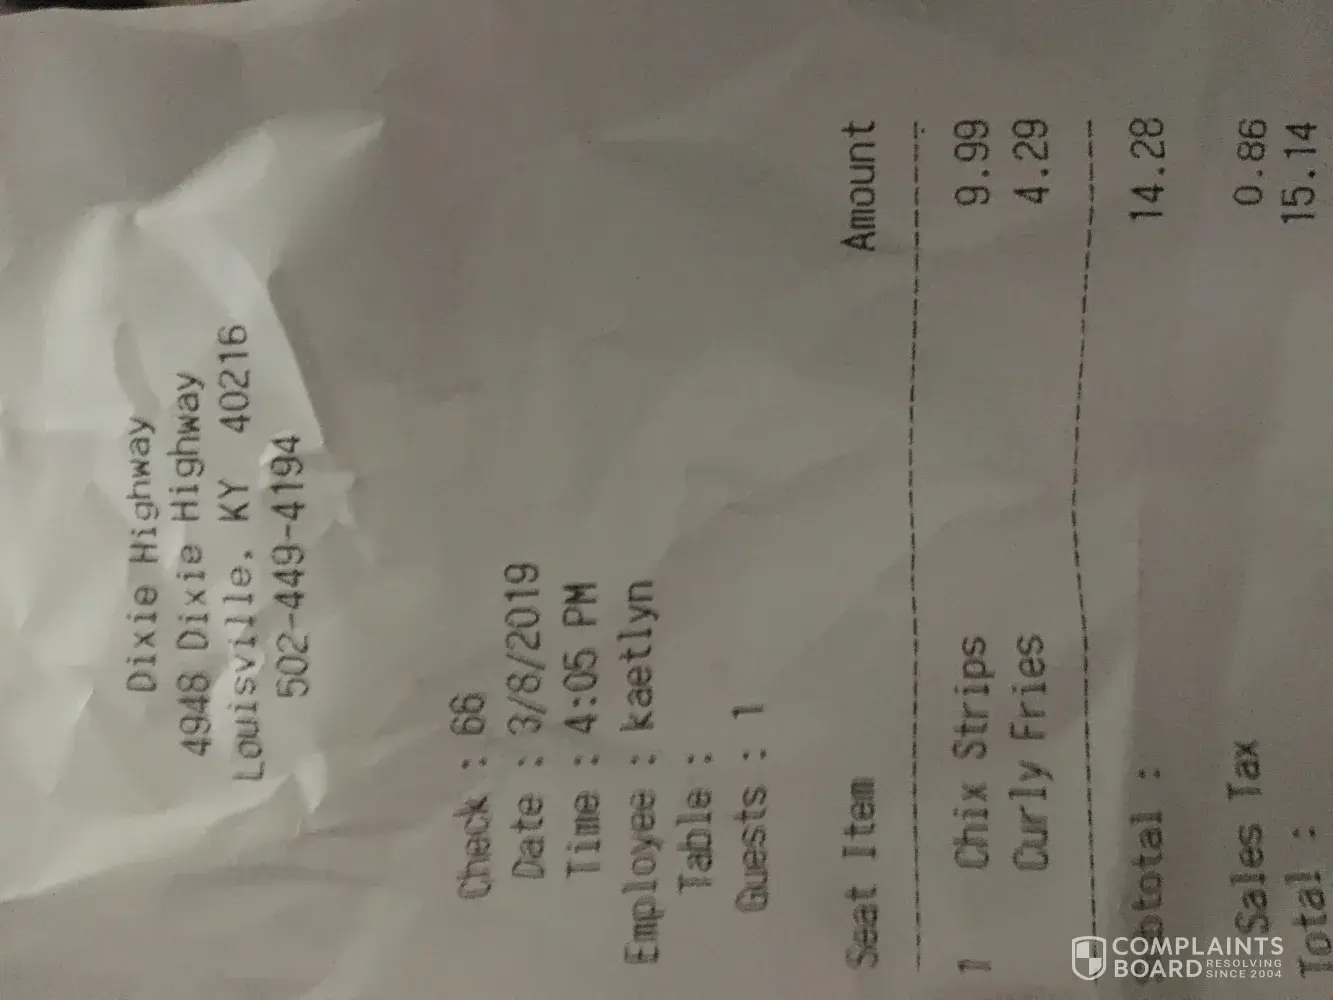 Dixie Highway
4948 Dixie Highway
Louisville, KY 40216
502-449-4194
Check : 66
Date : 3/8/2019
Time : 4:05 PM
Employee : kaetlyn
Table :
Guests : 1
Seat Item Amount
1 Chix Strips 9.99
Curly Fries 4.29
Subtotal : 14.28
Sales Tax 0.86
Total : 15.14
COMPLAINTS
BOARD RESOLVING
SINCE 2004